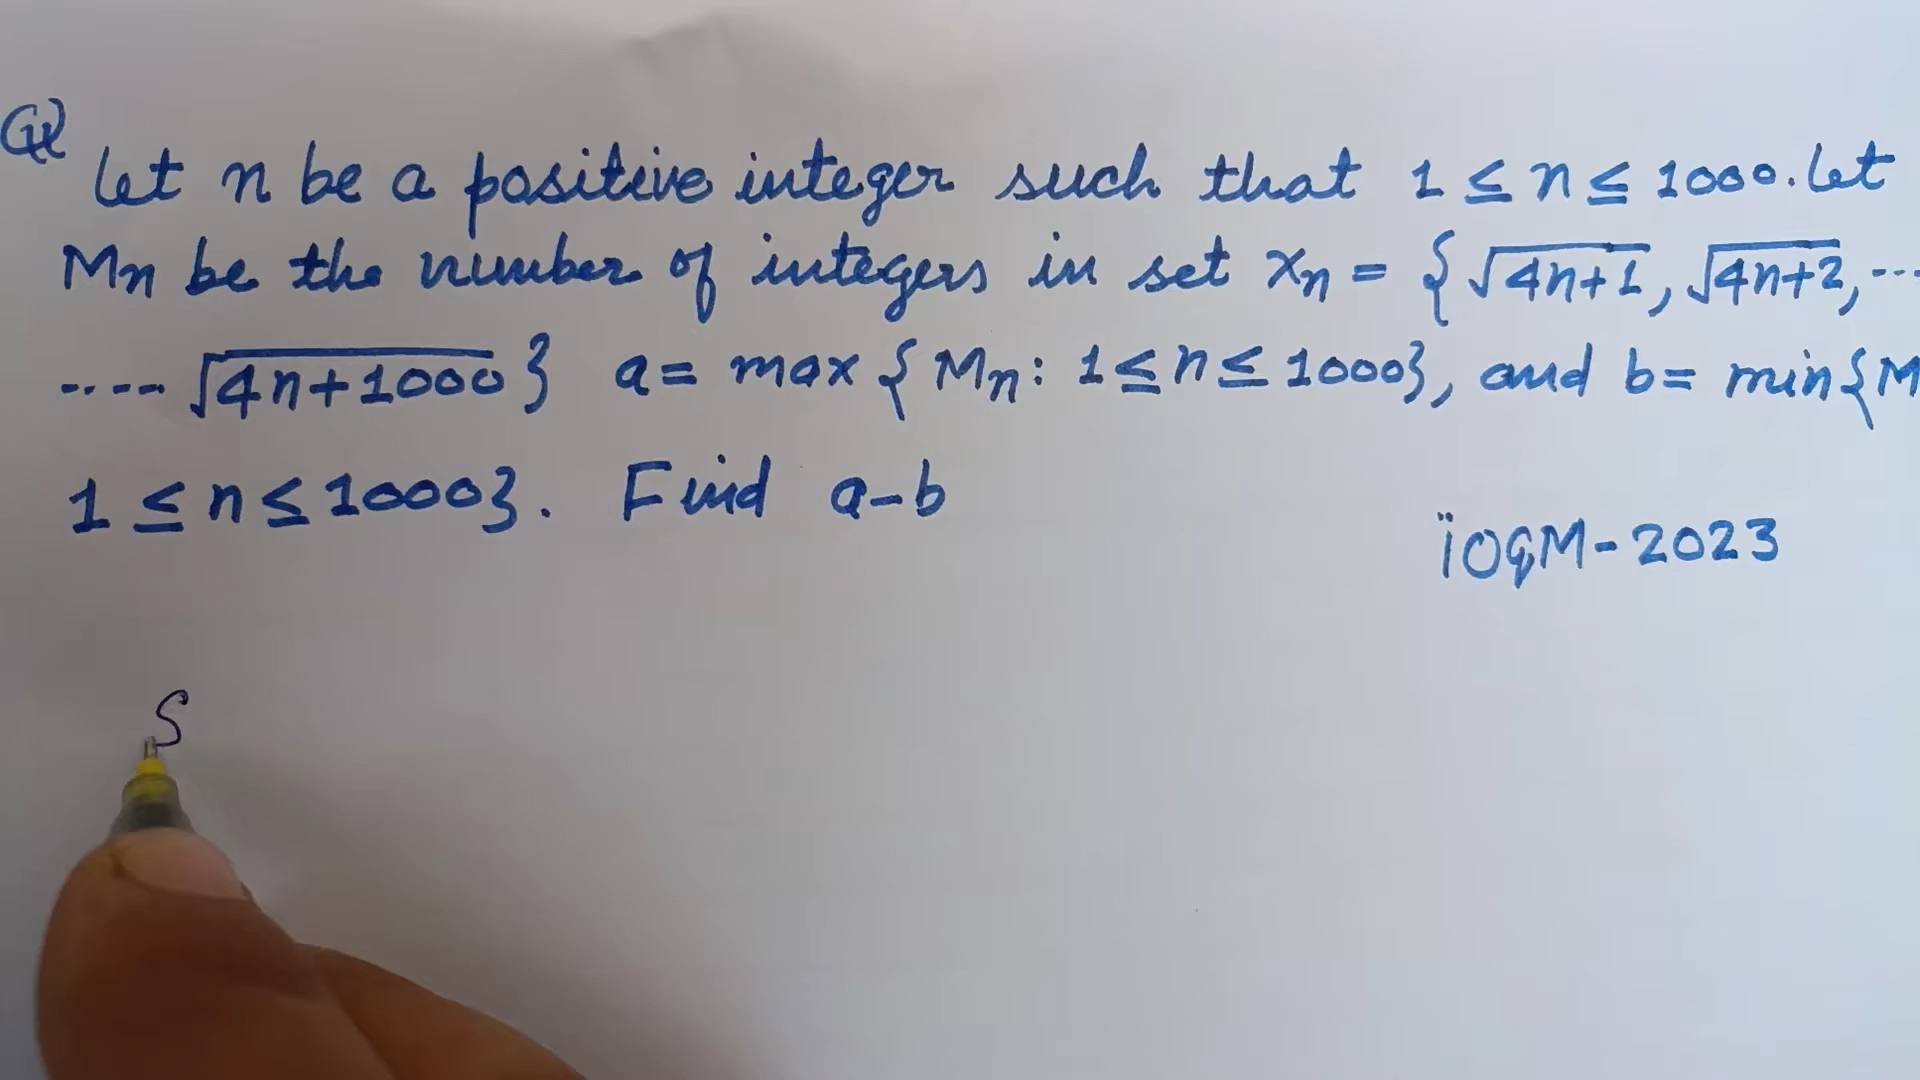 Q
Let n be a positive integer such that 1 ≤ n ≤ 1000. Let
Mn be the number of integers in set xn = { √4n+1, √4n+2, ...
.... √4n+1000 } a = max { Mn : 1 ≤ n ≤ 1000}, and b = min { M
1 ≤ n ≤ 1000}. Find a-b
iOQM-2023
S